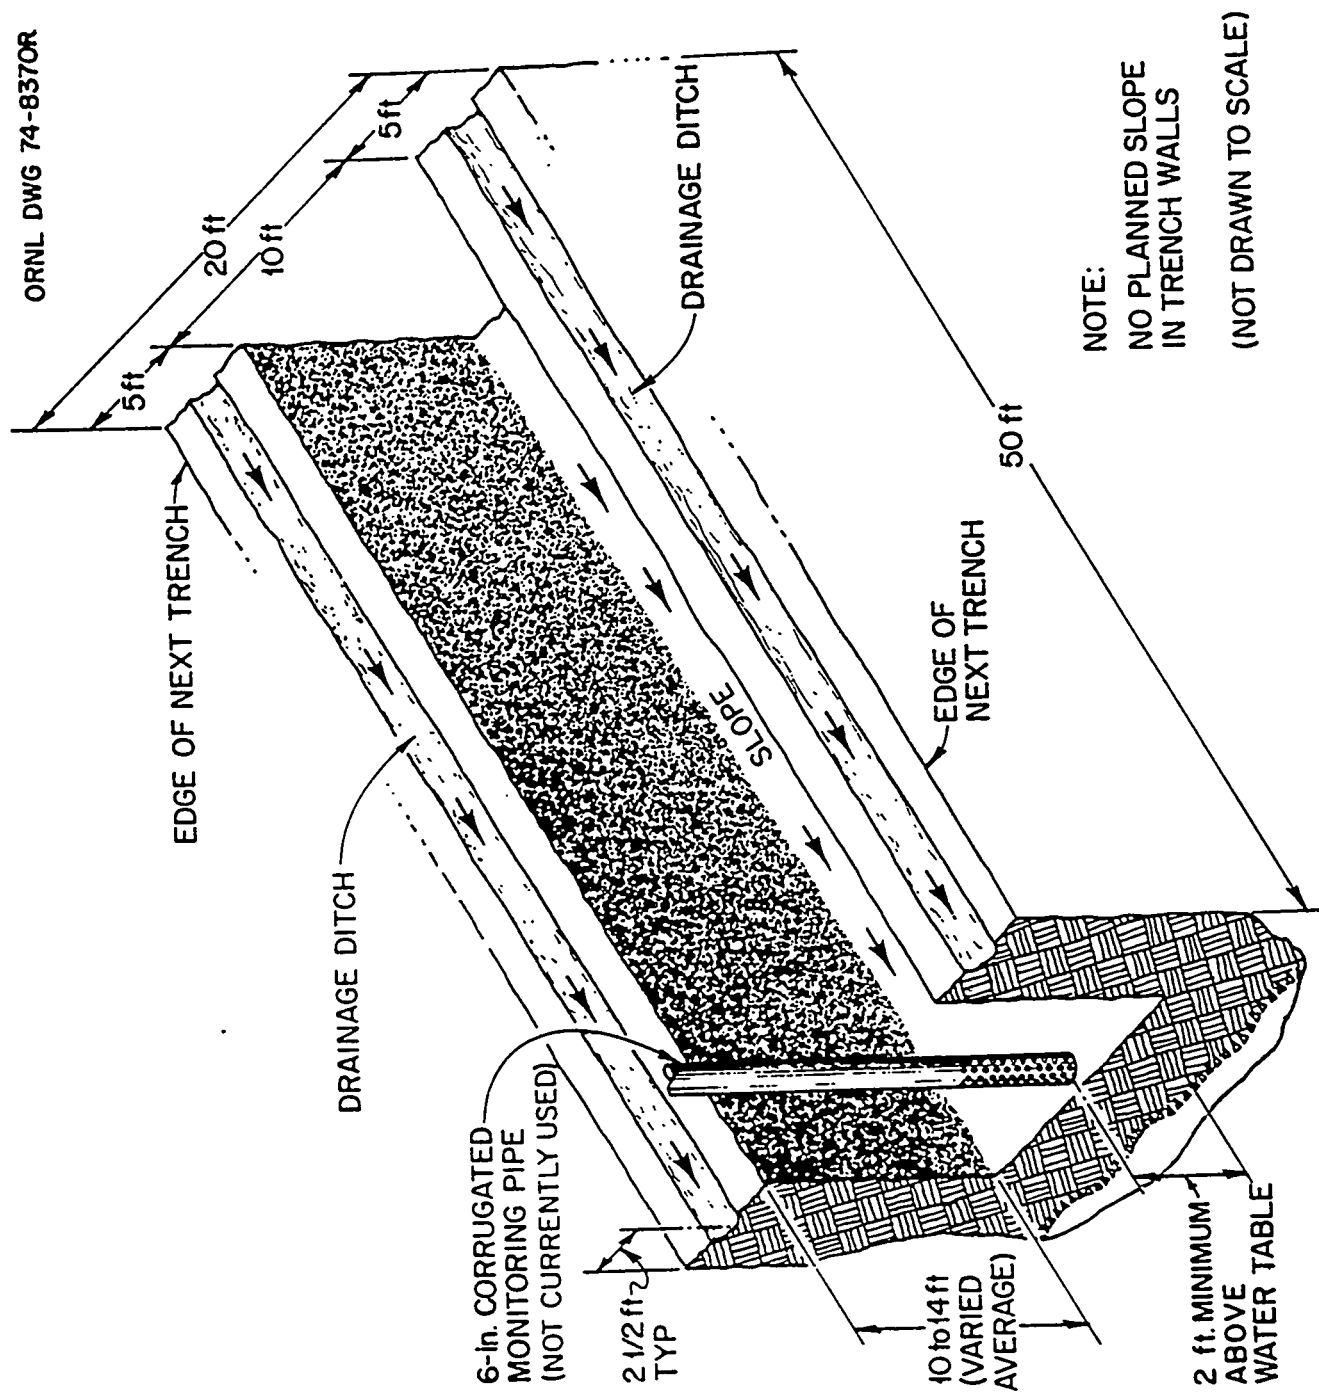 ORNL DWG 74-8370R
20 ft
5 ft
10 ft
5 ft
EDGE OF NEXT TRENCH
DRAINAGE DITCH
DRAINAGE DITCH
6-in. CORRUGATED
MONITORING PIPE
(NOT CURRENTLY USED)
2 1/2 ft
TYP
SLOPE
EDGE OF
NEXT TRENCH
50 ft
10 to 14 ft
(VARIED
AVERAGE)
2 ft. MINIMUM
ABOVE
WATER TABLE
NOTE:
NO PLANNED SLOPE
IN TRENCH WALLS
(NOT DRAWN TO SCALE)